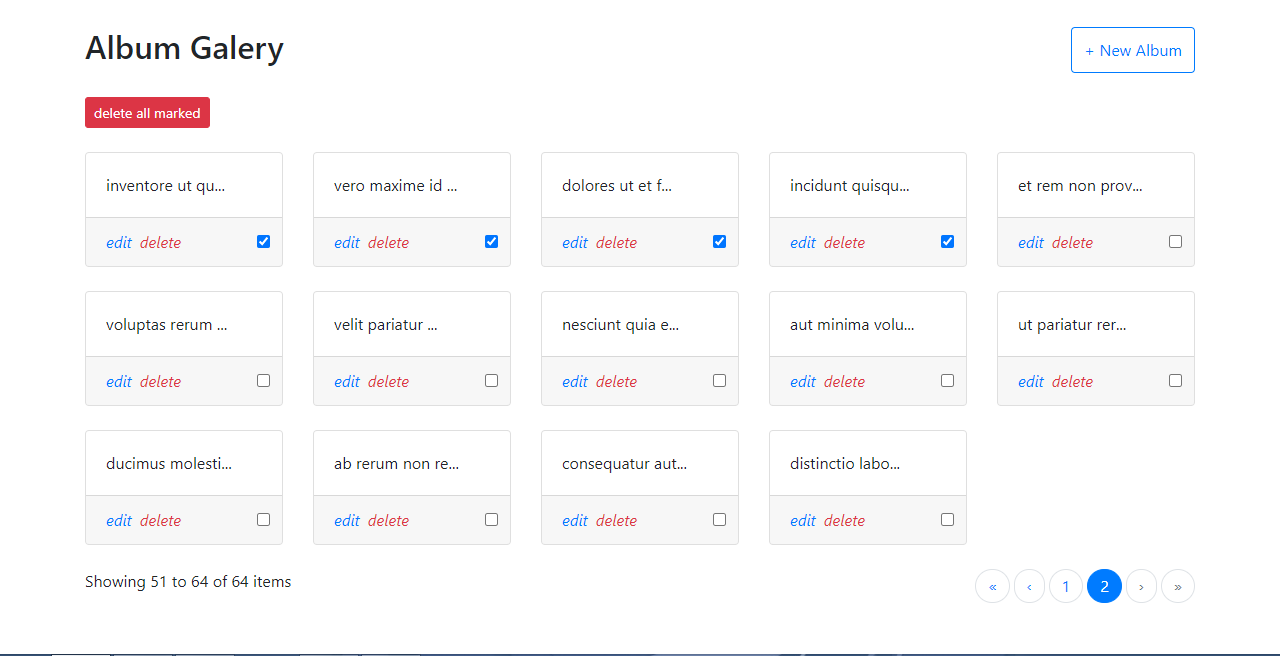 Album Galery
+ New Album
delete all marked
inventore ut qu... vero maxime id ... dolores ut et f... incidunt quisqu... et rem non prov...
edit delete edit delete edit delete edit delete edit delete
voluptas rerum ... velit pariatur ... nesciunt quia e... aut minima volu... ut pariatur rer...
edit delete edit delete edit delete edit delete edit delete
ducimus molesti... ab rerum non re... consequatur aut... distinctio labo...
edit delete edit delete edit delete edit delete
Showing 51 to 64 of 64 items
« ‹ 1 2 › »